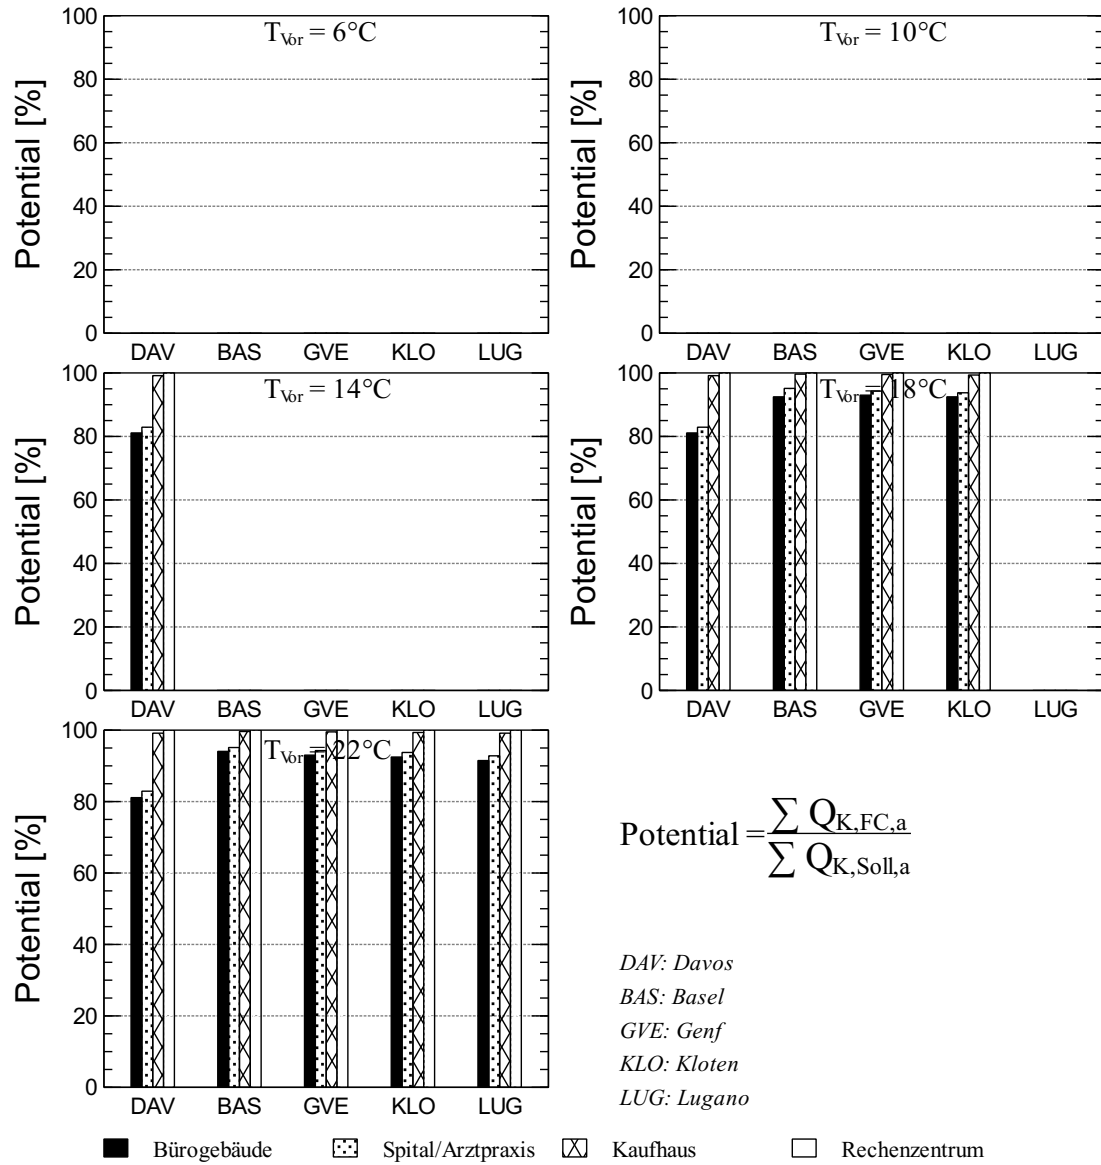 T_Vor = 6°C
Potential [%]
100
80
60
40
20
0
DAV BAS GVE KLO LUG
T_Vor = 10°C
Potential [%]
100
80
60
40
20
0
DAV BAS GVE KLO LUG
T_Vor = 14°C
Potential [%]
100
80
60
40
20
0
DAV BAS GVE KLO LUG
T_Vor = 18°C
Potential [%]
100
80
60
40
20
0
DAV BAS GVE KLO LUG
T_Vor = 22°C
Potential [%]
100
80
60
40
20
0
DAV BAS GVE KLO LUG
Potential = ∑ Q_K,FC,a / ∑ Q_K,Soll,a
DAV: Davos
BAS: Basel
GVE: Genf
KLO: Kloten
LUG: Lugano
Bürogebäude Spital/Arztpraxis Kaufhaus Rechenzentrum